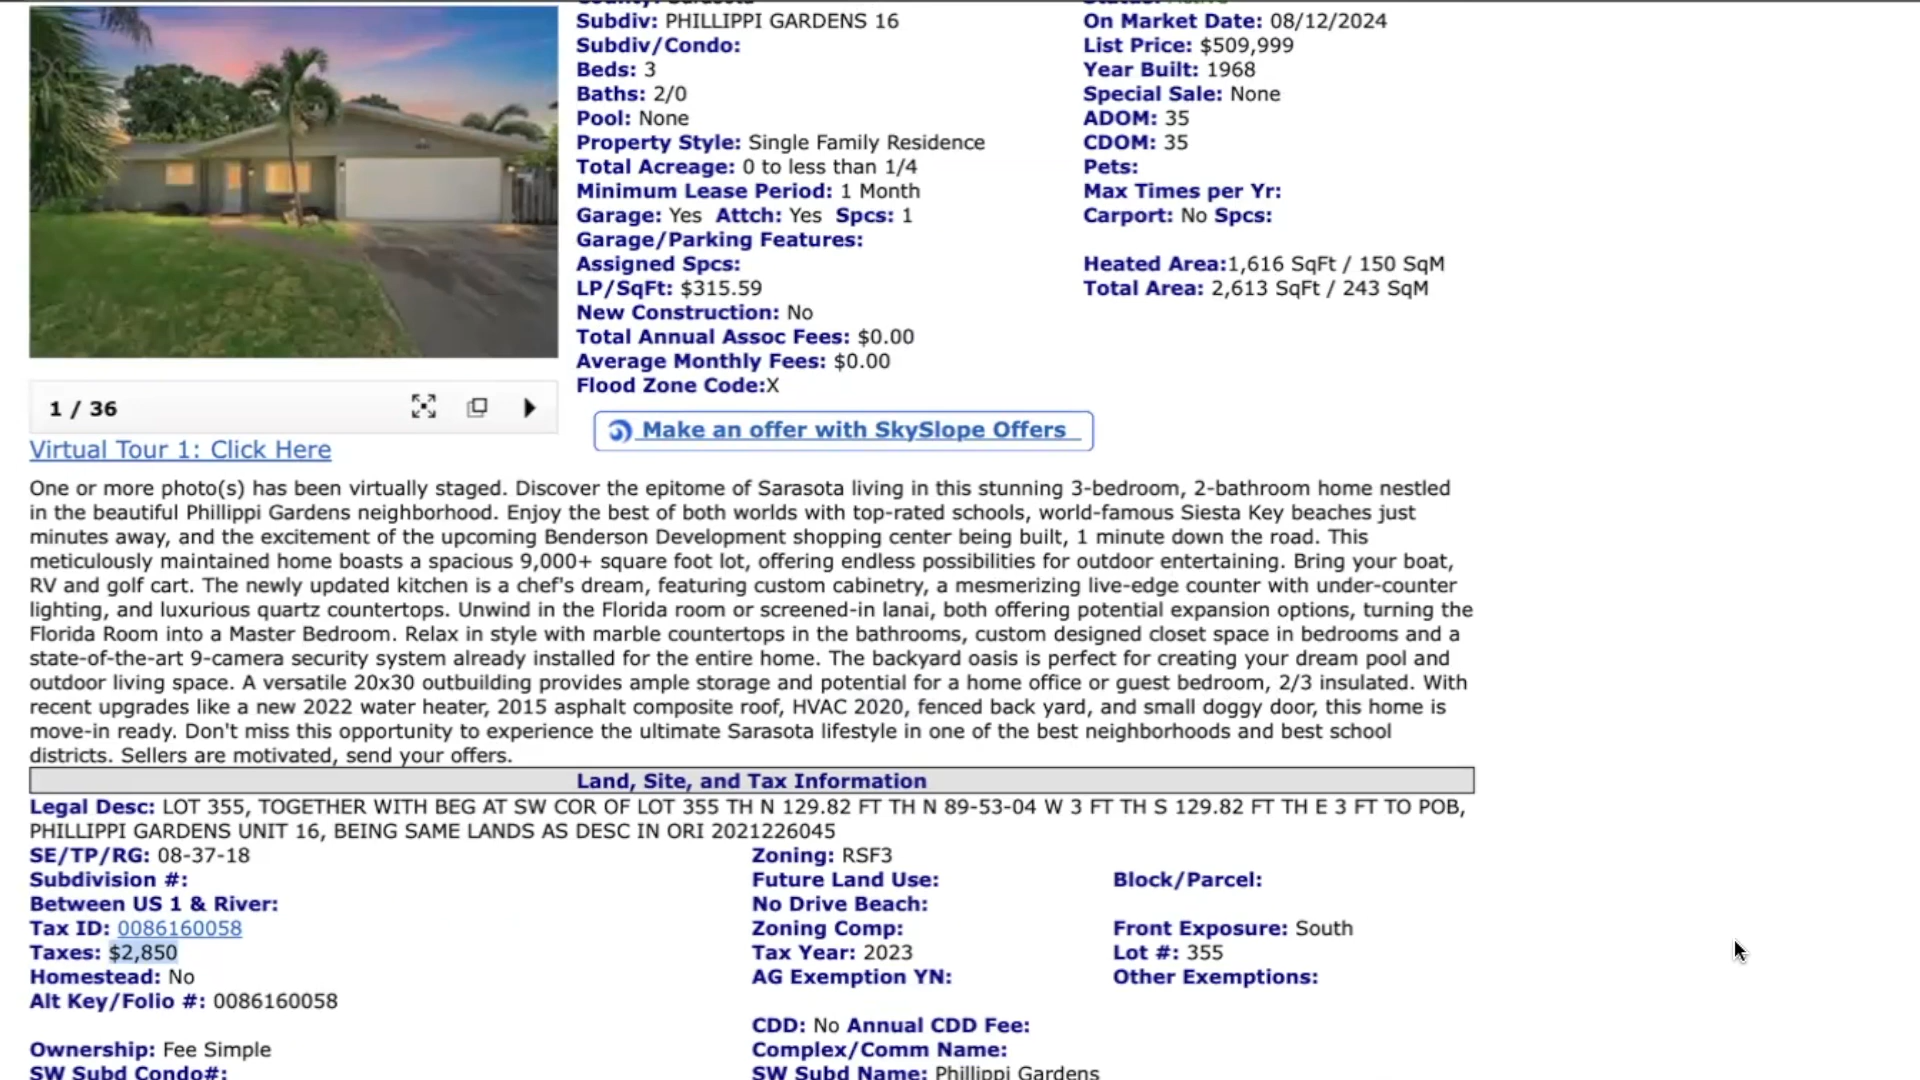 Subdiv: PHILLIPPI GARDENS 16
On Market Date: 08/12/2024
Subdiv/Condo:
List Price: $509,999
Beds: 3
Year Built: 1968
Baths: 2/0
Special Sale: None
Pool: None
ADOM: 35
Property Style: Single Family Residence
CDOM: 35
Total Acreage: 0 to less than 1/4
Pets:
Minimum Lease Period: 1 Month
Max Times per Yr:
Garage: Yes Attch: Yes Spcs: 1
Carport: No Spcs:
Garage/Parking Features:
Assigned Spcs:
Heated Area:1,616 SqFt / 150 SqM
LP/SqFt: $315.59
Total Area: 2,613 SqFt / 243 SqM
New Construction: No
Total Annual Assoc Fees: $0.00
Average Monthly Fees: $0.00
Flood Zone Code:X
1 / 36
Make an offer with SkySlope Offers
Virtual Tour 1: Click Here
One or more photo(s) has been virtually staged. Discover the epitome of Sarasota living in this stunning 3-bedroom, 2-bathroom home nestled
in the beautiful Phillippi Gardens neighborhood. Enjoy the best of both worlds with top-rated schools, world-famous Siesta Key beaches just
minutes away, and the excitement of the upcoming Benderson Development shopping center being built, 1 minute down the road. This
meticulously maintained home boasts a spacious 9,000+ square foot lot, offering endless possibilities for outdoor entertaining. Bring your boat,
RV and golf cart. The newly updated kitchen is a chef's dream, featuring custom cabinetry, a mesmerizing live-edge counter with under-counter
lighting, and luxurious quartz countertops. Unwind in the Florida room or screened-in lanai, both offering potential expansion options, turning the
Florida Room into a Master Bedroom. Relax in style with marble countertops in the bathrooms, custom designed closet space in bedrooms and a
state-of-the-art 9-camera security system already installed for the entire home. The backyard oasis is perfect for creating your dream pool and
outdoor living space. A versatile 20x30 outbuilding provides ample storage and potential for a home office or guest bedroom, 2/3 insulated. With
recent upgrades like a new 2022 water heater, 2015 asphalt composite roof, HVAC 2020, fenced back yard, and small doggy door, this home is
move-in ready. Don't miss this opportunity to experience the ultimate Sarasota lifestyle in one of the best neighborhoods and best school
districts. Sellers are motivated, send your offers.
Land, Site, and Tax Information
Legal Desc: LOT 355, TOGETHER WITH BEG AT SW COR OF LOT 355 TH N 129.82 FT TH N 89-53-04 W 3 FT TH S 129.82 FT TH E 3 FT TO POB,
PHILLIPPI GARDENS UNIT 16, BEING SAME LANDS AS DESC IN ORI 2021226045
SE/TP/RG: 08-37-18
Zoning: RSF3
Subdivision #:
Future Land Use:
Block/Parcel:
Between US 1 & River:
No Drive Beach:
Tax ID: 0086160058
Zoning Comp:
Front Exposure: South
Taxes: $2,850
Tax Year: 2023
Lot #: 355
Homestead: No
AG Exemption YN:
Other Exemptions:
Alt Key/Folio #: 0086160058
CDD: No Annual CDD Fee:
Ownership: Fee Simple
Complex/Comm Name:
SW Subd Condo#:
SW Subd Name: Phillippi Gardens